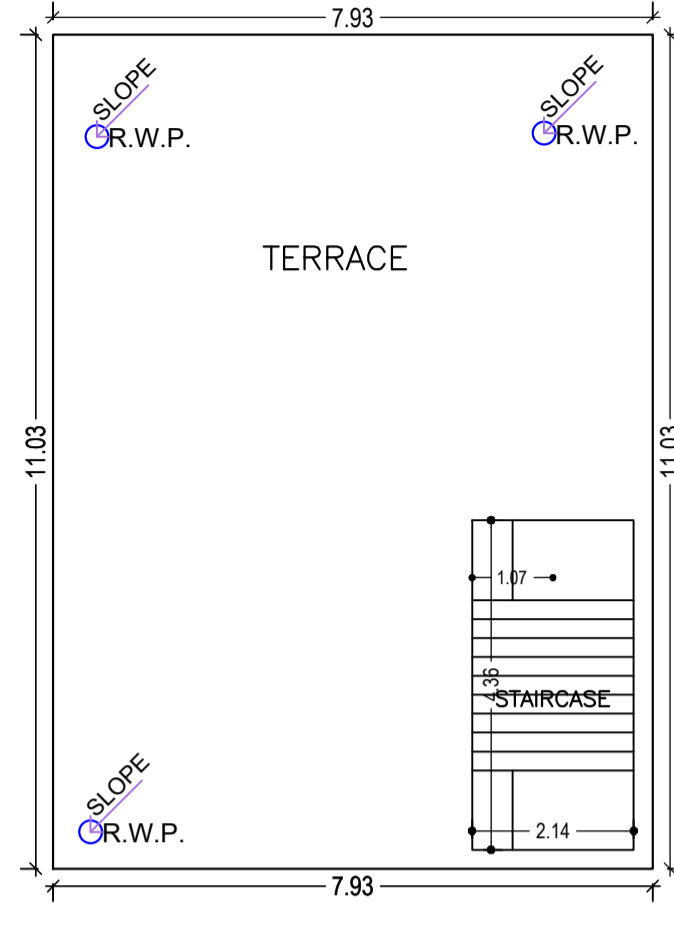 7.93
SLOPE
R.W.P.
SLOPE
R.W.P.
TERRACE
11.03
11.03
1.07
4.36
STAIRCASE
SLOPE
R.W.P.
2.14
7.93